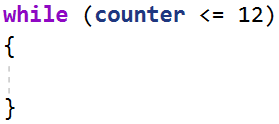 while (counter <= 12)
{
}